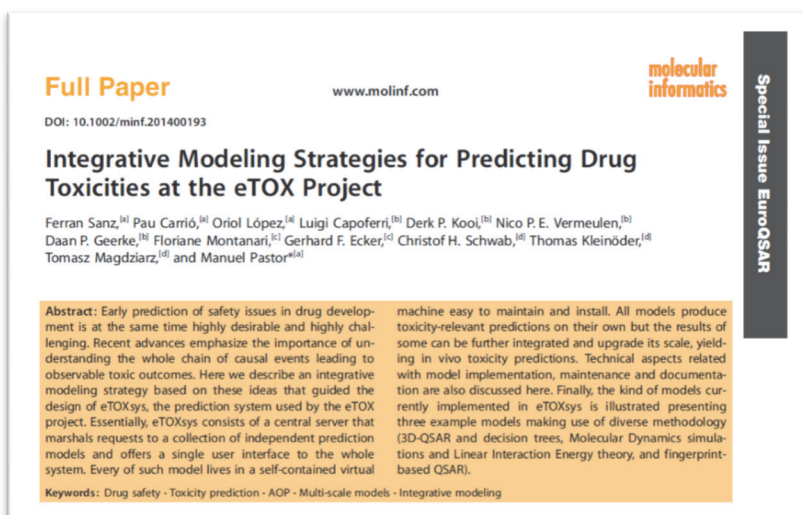 Full Paper
www.molinf.com
molecular
informatics
DOI: 10.1002/minf.201400193
Integrative Modeling Strategies for Predicting Drug
Toxicities at the eTOX Project
Ferran Sanz,[a] Pau Carrió,[a] Oriol López,[a] Luigi Capoferri,[b] Derk P. Kooi,[b] Nico P. E. Vermeulen,[b]
Daan P. Geerke,[b] Floriane Montanari,[c] Gerhard F. Ecker,[c] Christof H. Schwab,[d] Thomas Kleinöder,[d]
Tomasz Magdziarz,[d] and Manuel Pastor*[a]
Abstract: Early prediction of safety issues in drug develop-
ment is at the same time highly desirable and highly chal-
lenging. Recent advances emphasize the importance of un-
derstanding the whole chain of causal events leading to
observable toxic outcomes. Here we describe an integrative
modeling strategy based on these ideas that guided the
design of eTOXsys, the prediction system used by the eTOX
project. Essentially, eTOXsys consists of a central server that
marshals requests to a collection of independent prediction
models and offers a single user interface to the whole
system. Every of such model lives in a self-contained virtual
machine easy to maintain and install. All models produce
toxicity-relevant predictions on their own but the results of
some can be further integrated and upgrade its scale, yield-
ing in vivo toxicity predictions. Technical aspects related
with model implementation, maintenance and documenta-
tion are also discussed here. Finally, the kind of models cur-
rently implemented in eTOXsys is illustrated presenting
three example models making use of diverse methodology
(3D-QSAR and decision trees, Molecular Dynamics simula-
tions and Linear Interaction Energy theory, and fingerprint-
based QSAR).
Keywords: Drug safety · Toxicity prediction · AOP · Multi-scale models · Integrative modeling
Special Issue EuroQSAR